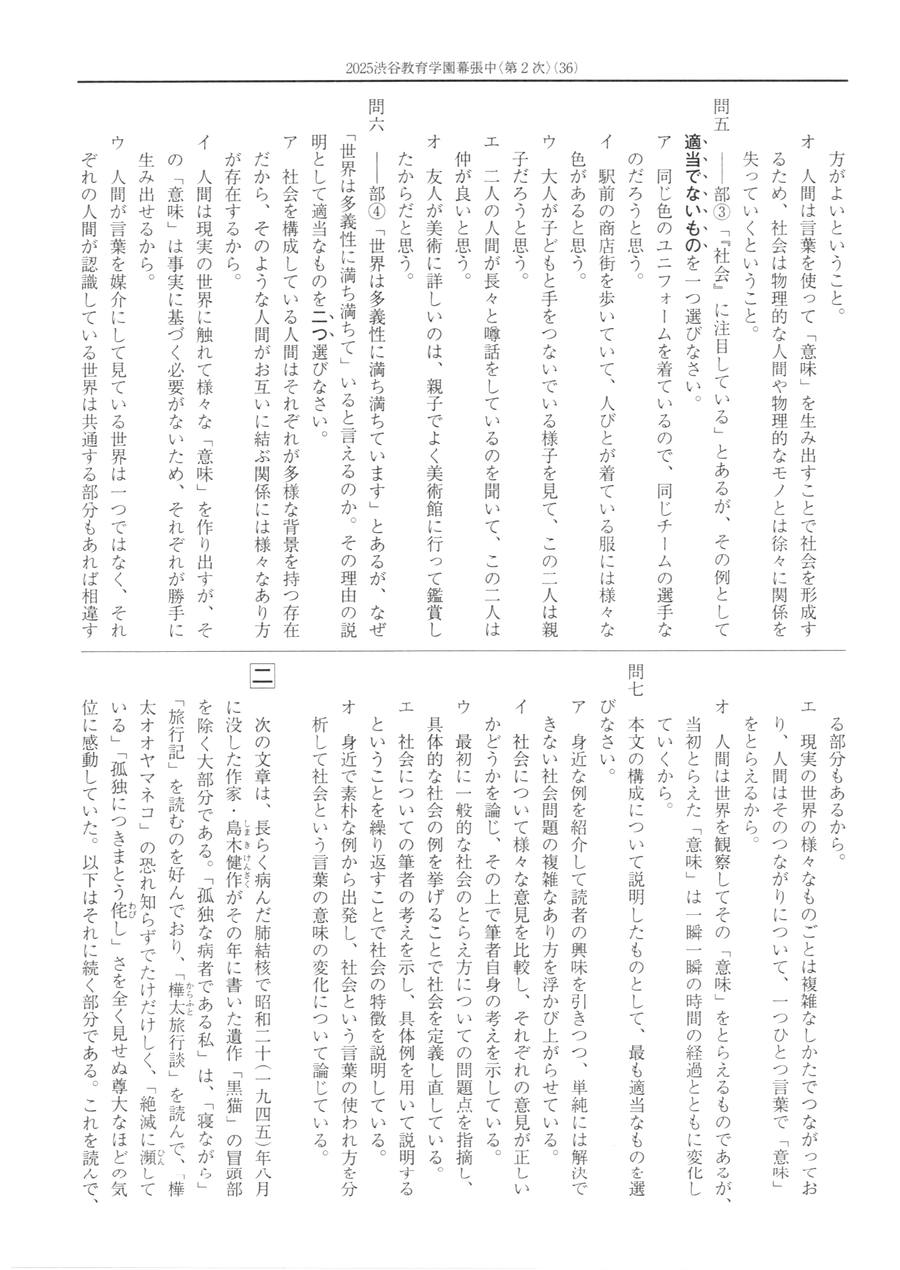 2025渋谷教育学園幕張中〈第2次〉(36)
方がよいということ。
オ 人間は言葉を使って「意味」を生み出すことで社会を形成す
るため、社会は物理的な人間や物理的なモノとは徐々に関係を
失っていくということ。
問五 ――部③「『社会』に注目している」とあるが、その例として
適当でないものを一つ選びなさい。
ア 同じ色のユニフォームを着ているので、同じチームの選手な
のだろうと思う。
イ 駅前の商店街を歩いていて、人びとが着ている服には様々な
色があると思う。
ウ 大人が子どもと手をつないでいる様子を見て、この二人は親
子だろうと思う。
エ 二人の人間が長々と噂話をしているのを聞いて、この二人は
仲が良いと思う。
オ 友人が美術に詳しいのは、親子でよく美術館に行って鑑賞し
たからだと思う。
問六 ――部④「世界は多義性に満ち満ちています」とあるが、なぜ
「世界は多義性に満ち満ちて」いると言えるのか。その理由の説
明として適当なものを二つ選びなさい。
ア 社会を構成している人間はそれぞれが多様な背景を持つ存在
だから、そのような人間がお互いに結ぶ関係には様々なあり方
が存在するから。
イ 人間は現実の世界に触れて様々な「意味」を作り出すが、そ
の「意味」は事実に基づく必要がないため、それぞれが勝手に
生み出せるから。
ウ 人間が言葉を媒介にして見ている世界は一つではなく、それ
ぞれの人間が認識している世界は共通する部分もあれば相違す
る部分もあるから。
エ 現実の世界の様々なものごとは複雑なしかたでつながってお
り、人間はそのつながりについて、一つひとつ言葉で「意味」
をとらえるから。
オ 人間は世界を観察してその「意味」をとらえるものであるが、
当初とらえた「意味」は一瞬一瞬の時間の経過とともに変化し
ていくから。
問七 本文の構成について説明したものとして、最も適当なものを選
びなさい。
ア 身近な例を紹介して読者の興味を引きつつ、単純には解決で
きない社会問題の複雑なあり方を浮かび上がらせている。
イ 社会について様々な意見を比較し、それぞれの意見が正しい
かどうかを論じ、その上で筆者自身の考えを示している。
ウ 最初に一般的な社会のとらえ方についての問題点を指摘し、
具体的な社会の例を挙げることで社会を定義し直している。
エ 社会についての筆者の考えを示し、具体例を用いて説明する
ということを繰り返すことで社会の特徴を説明している。
オ 身近で素朴な例から出発し、社会という言葉の使われ方を分
析して社会という言葉の意味の変化について論じている。
二 次の文章は、長らく病んだ肺結核で昭和二十(一九四五)年八月
に没した作家・島木健作がその年に書いた遺作「黒猫」の冒頭部
を除く大部分である。「孤独な病者である私」は、「寝ながら」
「旅行記」を読むのを好んでおり、「樺太旅行談」を読んで、「樺
太オオヤマネコ」の恐れ知らずでたけだけしく、「絶滅に瀕して
いる」「孤独につきまとう侘し」さを全く見せぬ尊大なほどの気
位に感動していた。以下はそれに続く部分である。これを読んで、